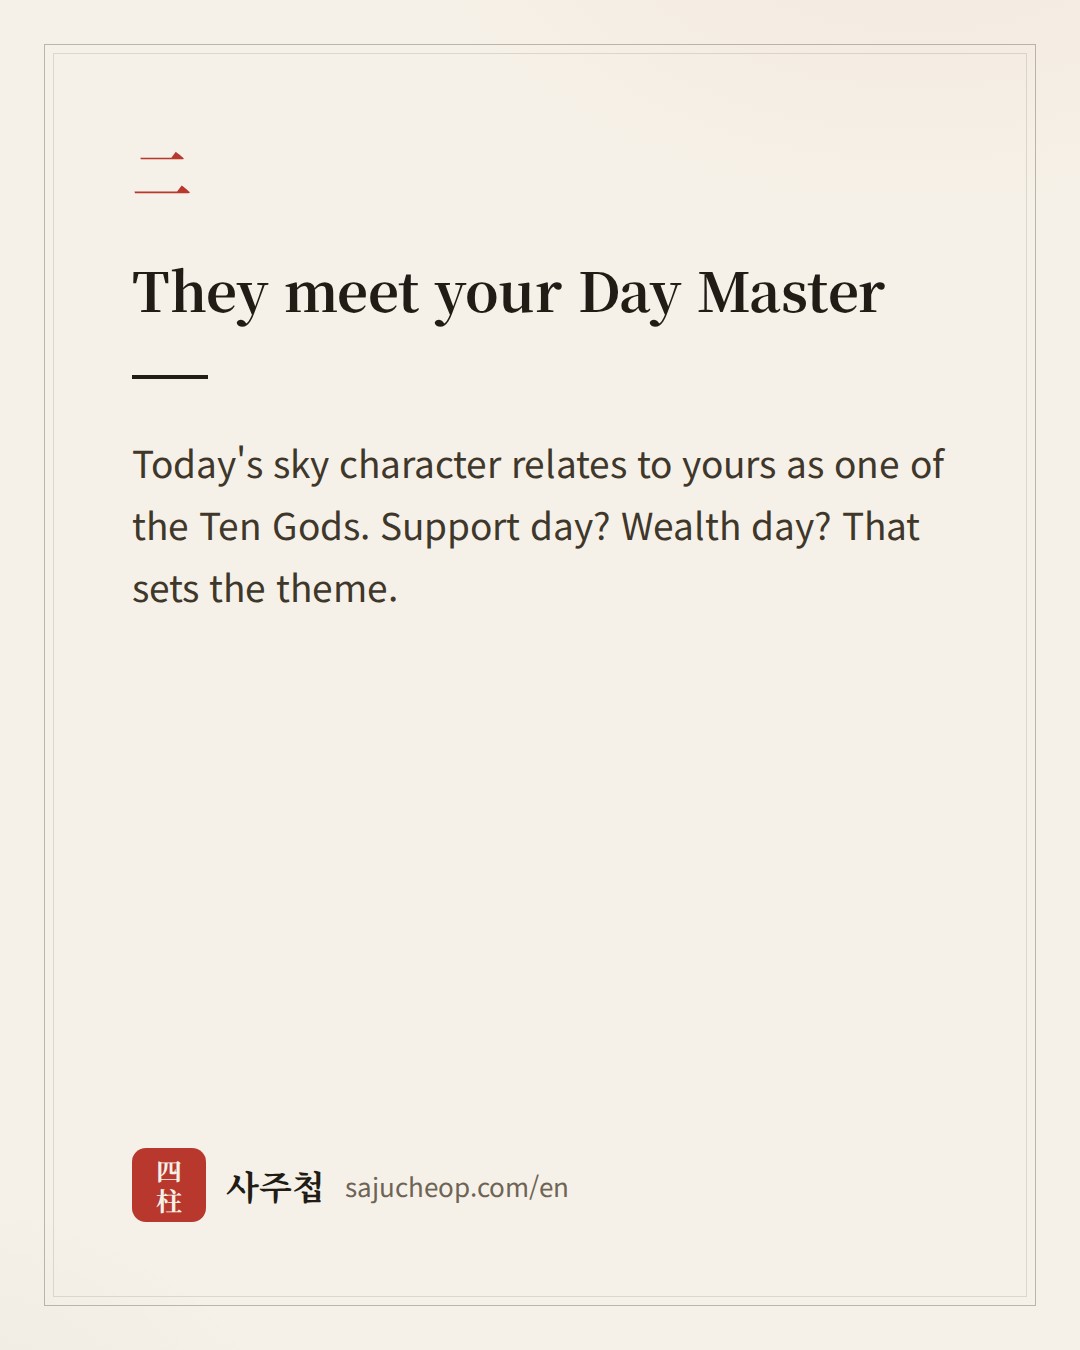 二
They meet your Day Master
Today's sky character relates to yours as one of
the Ten Gods. Support day? Wealth day? That
sets the theme.
四
柱
사주첩 sajucheop.com/en